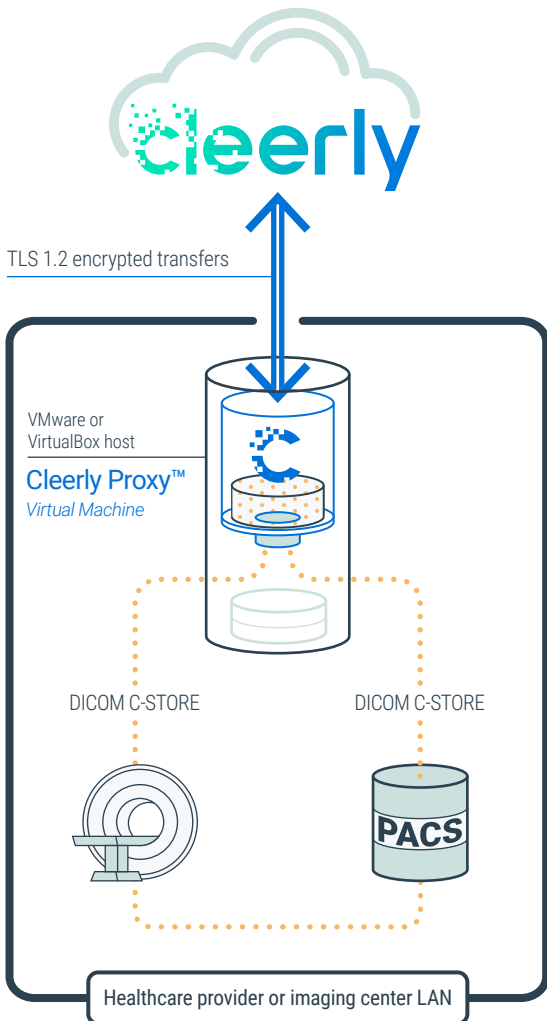 cleerly
TLS 1.2 encrypted transfers
VMware or
VirtualBox host
Cleerly Proxy™
Virtual Machine
C
DICOM C-STORE
DICOM C-STORE
PACS
Healthcare provider or imaging center LAN